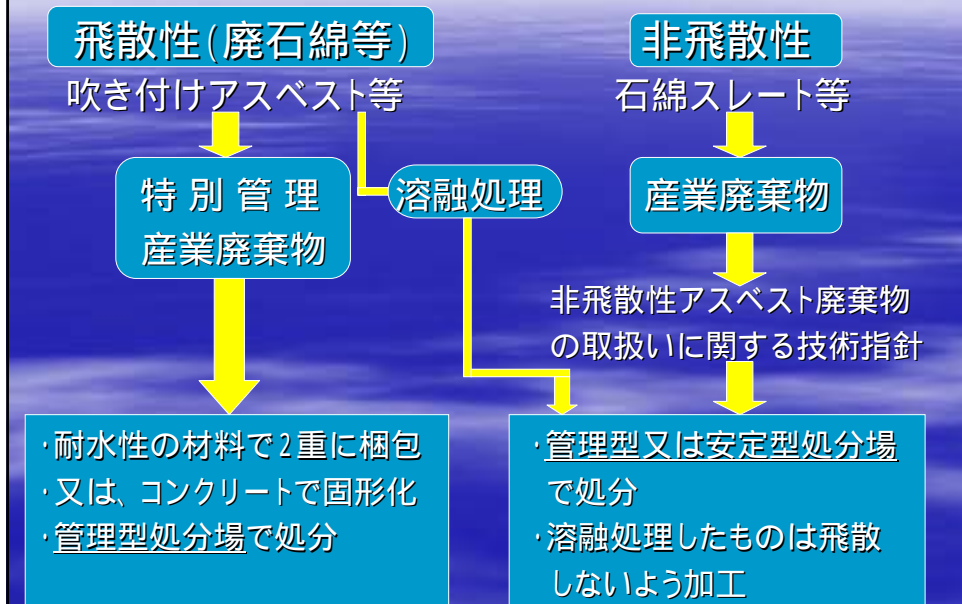 飛散性(廃石綿等)
吹き付けアスベスト等
特別管理
産業廃棄物
溶融処理
・耐水性の材料で2重に梱包
・又は、コンクリートで固形化
・管理型処分場で処分
非飛散性
石綿スレート等
産業廃棄物
非飛散性アスベスト廃棄物
の取扱いに関する技術指針
・管理型又は安定型処分場
で処分
・溶融処理したものは飛散
しないよう加工